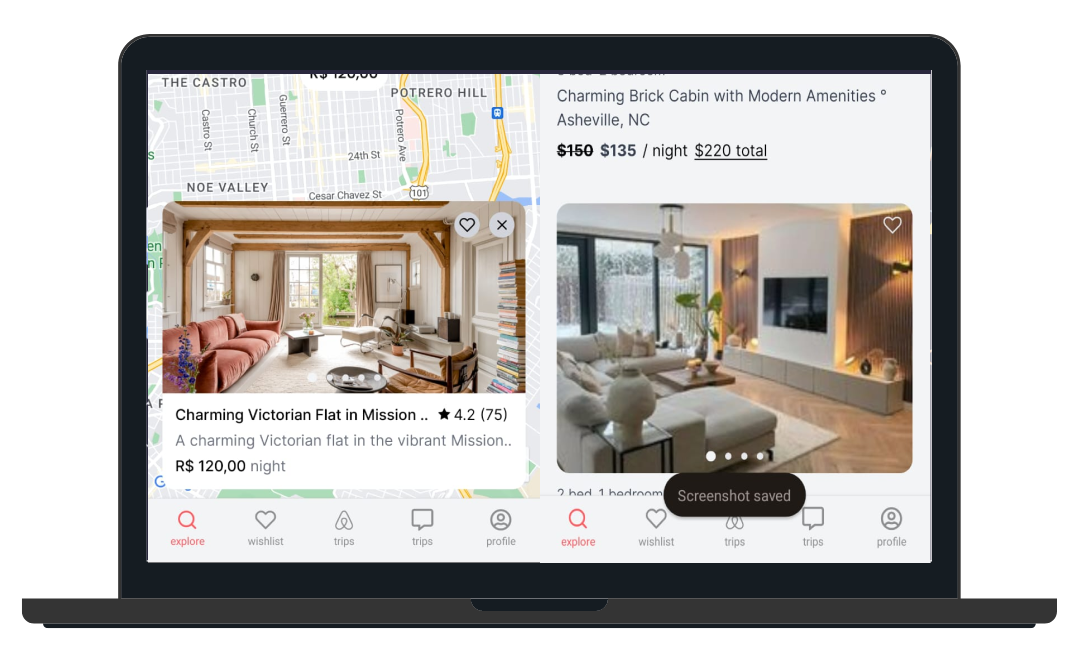 R$ 120,00
THE CASTRO
POTRERO HILL
Castro St
Church St
Guerrero St
Potrero Ave
24th St
NOE VALLEY
Cesar Chavez St
101
Charming Victorian Flat in Mission .. ★ 4.2 (75)
A charming Victorian flat in the vibrant Mission..
R$ 120,00 night
explore
wishlist
trips
trips
profile
Charming Brick Cabin with Modern Amenities °
Asheville, NC
$150 $135 / night $220 total
2 bed 1 bedroom
Screenshot saved
explore
wishlist
trips
trips
profile